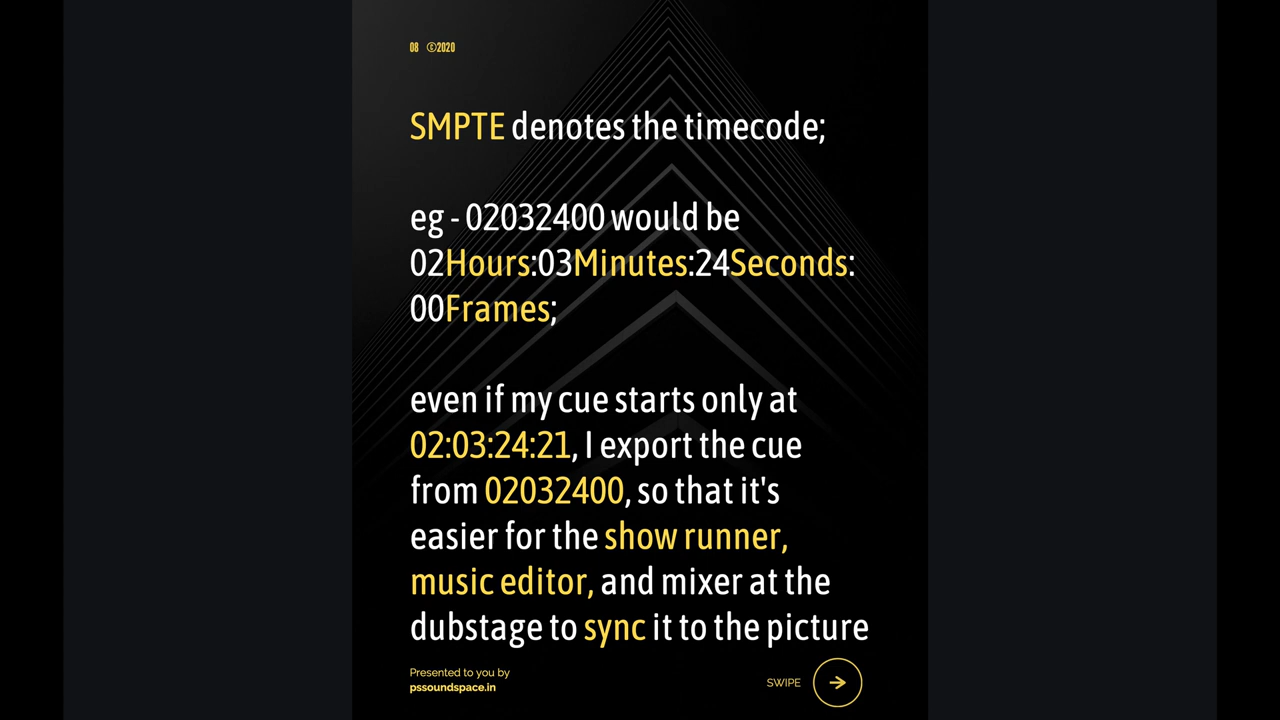 08 ©2020
SMPTE denotes the timecode;
eg - 02032400 would be
02Hours:03Minutes:24Seconds:
00Frames;
even if my cue starts only at
02:03:24:21, I export the cue
from 02032400, so that it's
easier for the show runner,
music editor, and mixer at the
dubstage to sync it to the picture
Presented to you by
pssoundspace.in
SWIPE